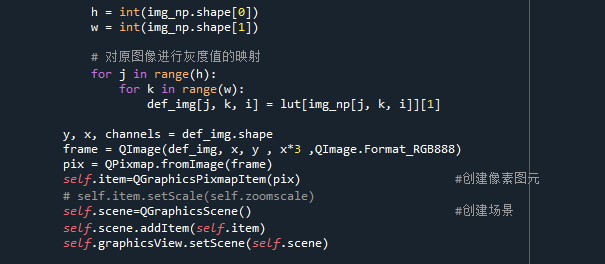 h = int(img_np.shape[0])
w = int(img_np.shape[1])
# 对原图像进行灰度值的映射
for j in range(h):
for k in range(w):
def_img[j, k, i] = lut[img_np[j, k, i]][1]
y, x, channels = def_img.shape
frame = QImage(def_img, x, y , x*3 ,QImage.Format_RGB888)
pix = QPixmap.fromImage(frame)
self.item=QGraphicsPixmapItem(pix) #创建像素图元
# self.item.setScale(self.zoomscale)
self.scene=QGraphicsScene() #创建场景
self.scene.addItem(self.item)
self.graphicsView.setScene(self.scene)